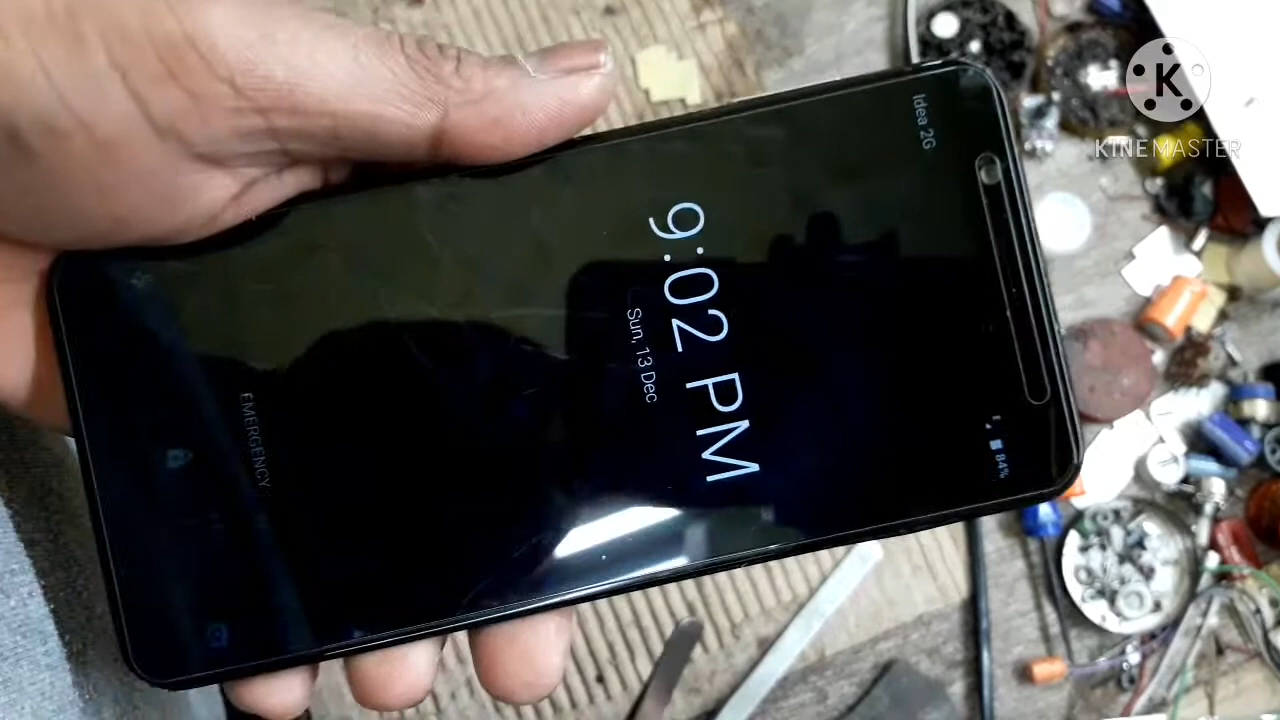 Idea 2G
84%
9:02 PM
Sun, 13 Dec
EMERGENCY
K
KINEMASTER